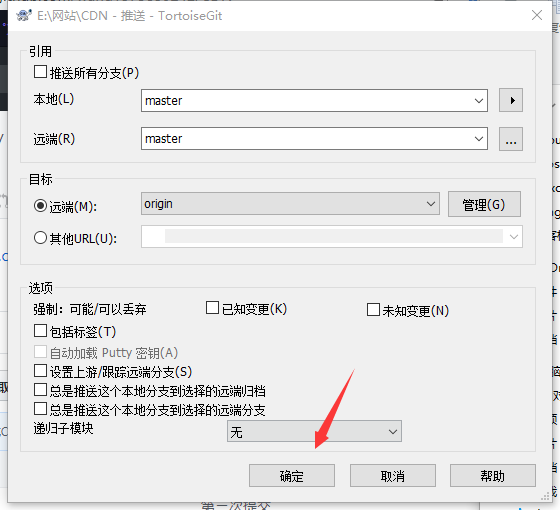 E:\网站\CDN - 推送 - TortoiseGit
引用
推送所有分支(P)
本地(L) master
远端(R) master ...
目标
远端(M): origin 管理(G)
其他URL(U):
选项
强制：可能/可以丢弃 已知变更(K) 未知变更(N)
包括标签(T)
自动加载 Putty 密钥(A)
设置上游/跟踪远端分支(S)
总是推送这个本地分支到选择的远端归档
总是推送这个本地分支到选择的远端分支
递归子模块 无
确定 取消 帮助
第一次提交